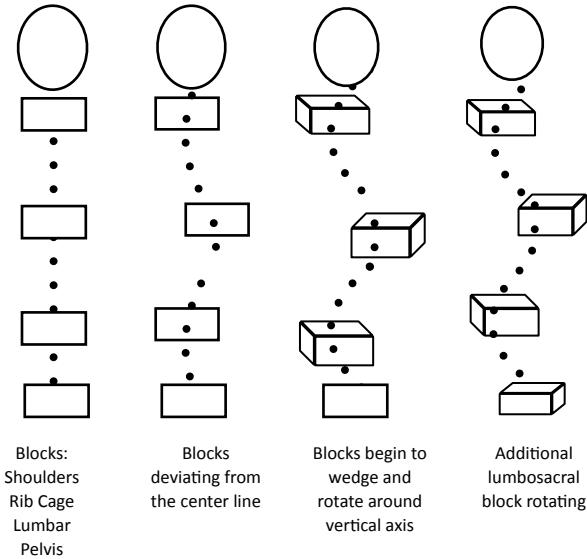 Blocks:
Shoulders
Rib Cage
Lumbar
Pelvis
Blocks
deviating from
the center line
Blocks begin to
wedge and
rotate around
vertical axis
Additional
lumbosacral
block rotating